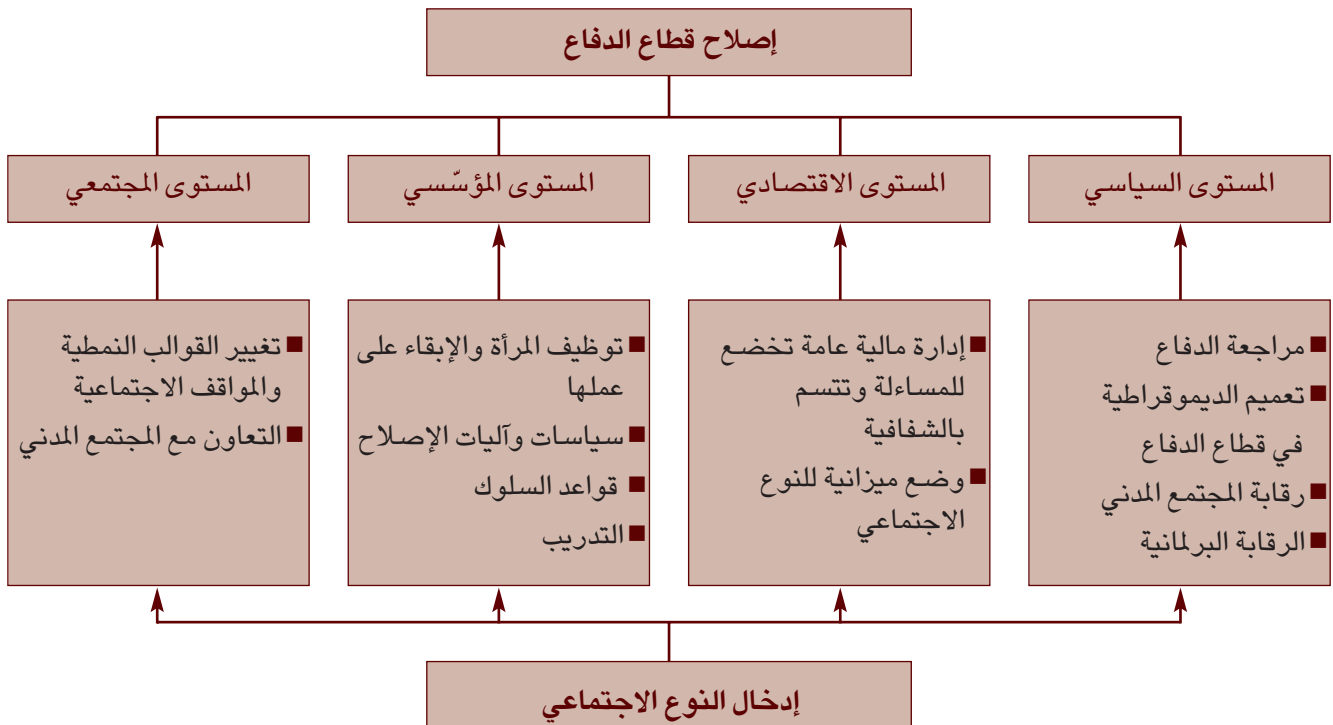 إصلاح قطاع الدفاع
المستوى السياسي
المستوى الاقتصادي
المستوى المؤسّسي
المستوى المجتمعي
■ مراجعة الدفاع
■ تعميم الديموقراطية
في قطاع الدفاع
■ رقابة المجتمع المدني
■ الرقابة البرلمانية
■ إدارة مالية عامة تخضع
للمساءلة وتتسم
بالشفافية
■ وضع ميزانية للنوع
الاجتماعي
■ توظيف المرأة والإبقاء على
عملها
■ سياسات وآليات الإصلاح
■ قواعد السلوك
■ التدريب
■ تغيير القوالب النمطية
والمواقف الاجتماعية
■ التعاون مع المجتمع المدني
إدخال النوع الاجتماعي